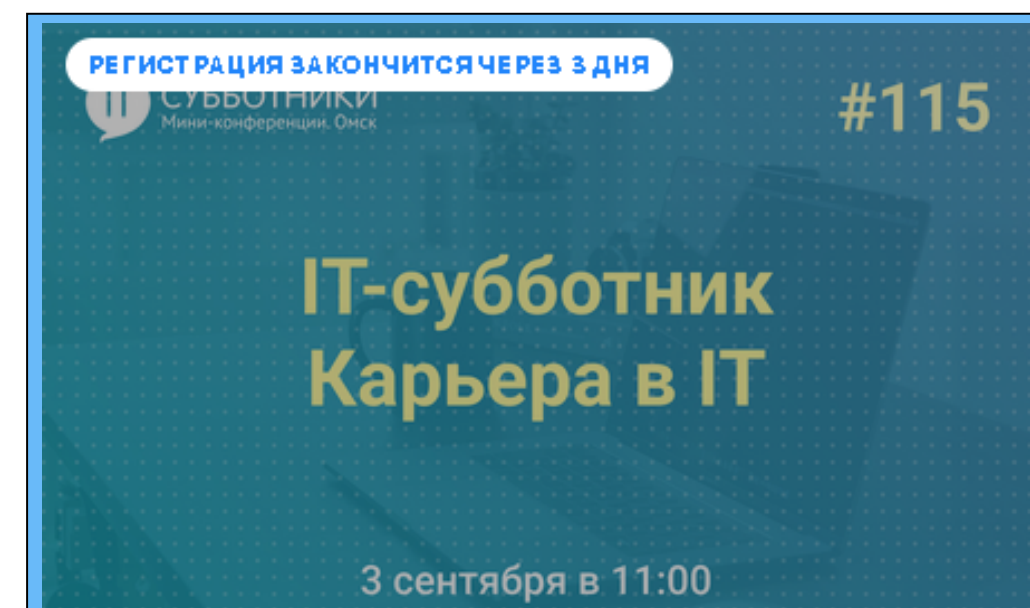 РЕГИСТРАЦИЯ ЗАКОНЧИТСЯ ЧЕРЕЗ 3 ДНЯ
СУББОТНИКИ
Мини-конференции. Омск
#115
IT-субботник
Карьера в IT
3 сентября в 11:00